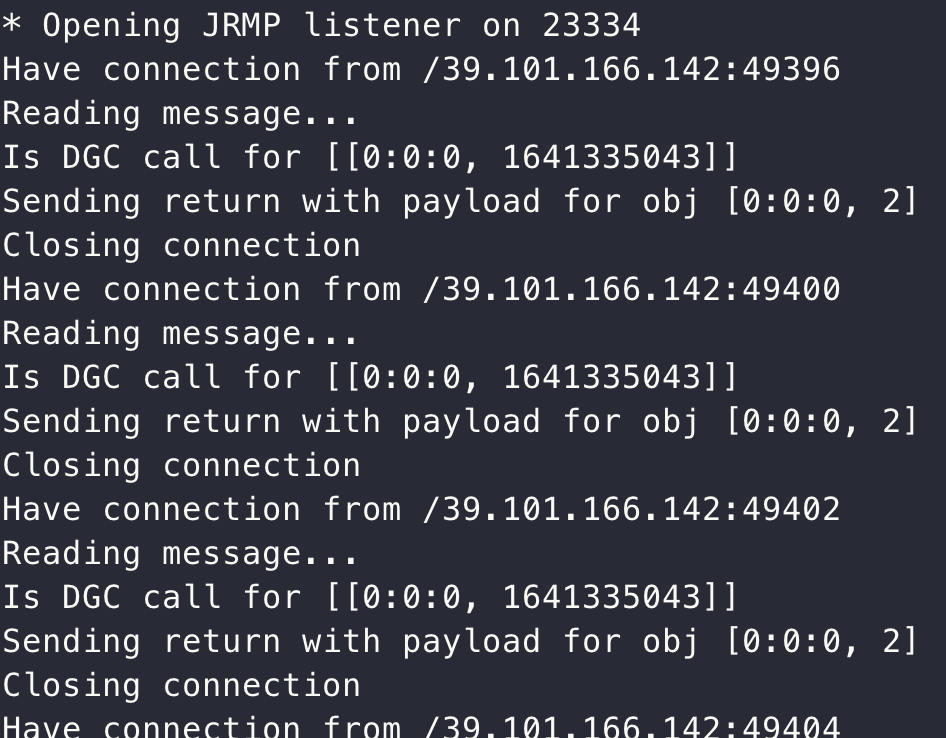 * Opening JRMP listener on 23334
Have connection from /39.101.166.142:49396
Reading message...
Is DGC call for [[0:0:0, 1641335043]]
Sending return with payload for obj [0:0:0, 2]
Closing connection
Have connection from /39.101.166.142:49400
Reading message...
Is DGC call for [[0:0:0, 1641335043]]
Sending return with payload for obj [0:0:0, 2]
Closing connection
Have connection from /39.101.166.142:49402
Reading message...
Is DGC call for [[0:0:0, 1641335043]]
Sending return with payload for obj [0:0:0, 2]
Closing connection
Have connection from /39.101.166.142:49404